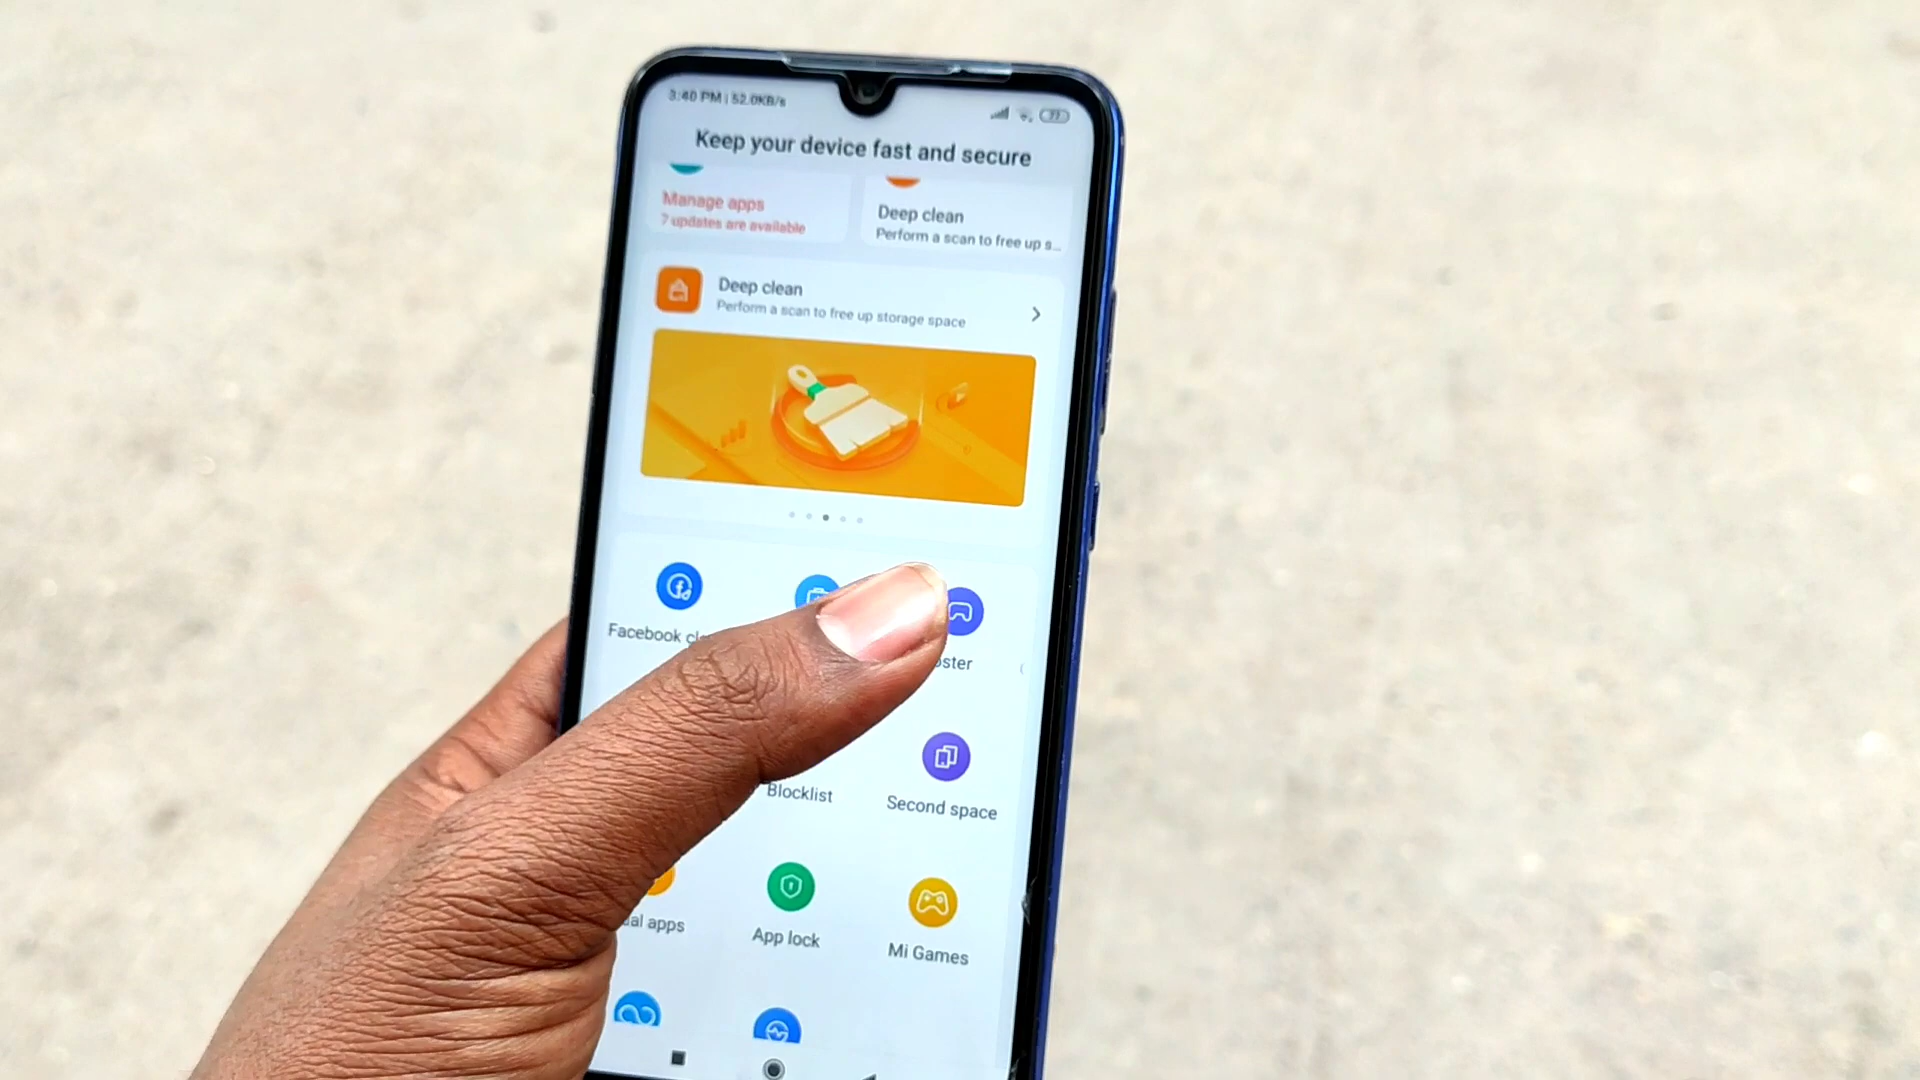 3:40 PM | 52.0KB/s
77
Keep your device fast and secure
Manage apps
7 updates are available
Deep clean
Perform a scan to free up s...
Deep clean
Perform a scan to free up storage space
Facebook cl
oster
Blocklist
Second space
al apps
App lock
Mi Games